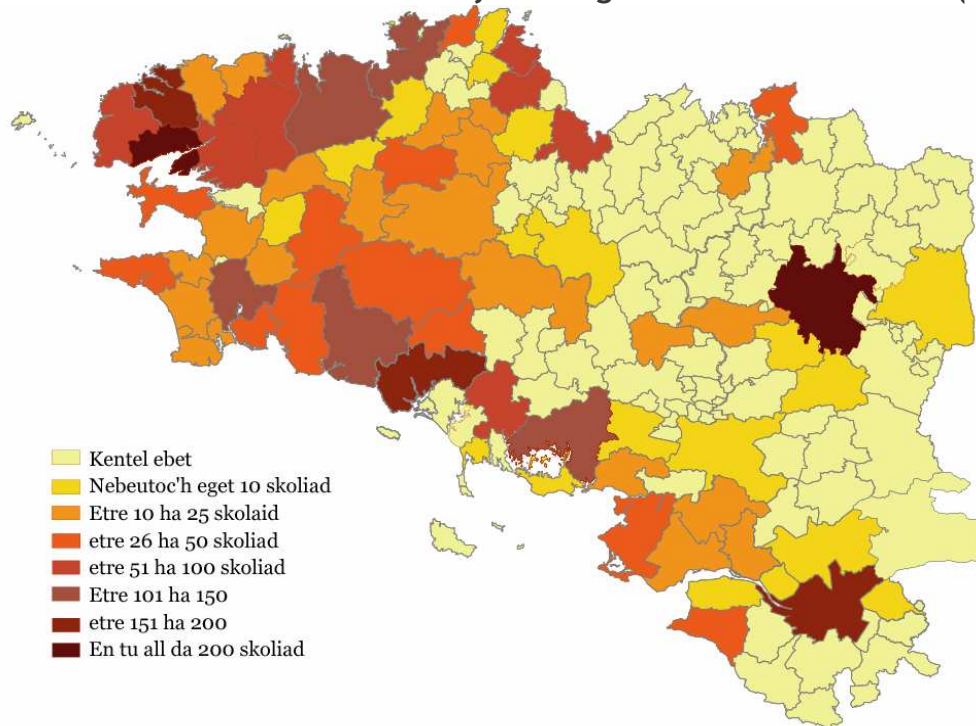 Kentel ebet
Nebeutoc'h eget 10 skoliad
Etre 10 ha 25 skolaid
etre 26 ha 50 skoliad
etre 51 ha 100 skoliad
Etre 101 ha 150
etre 151 ha 200
En tu all da 200 skoliad